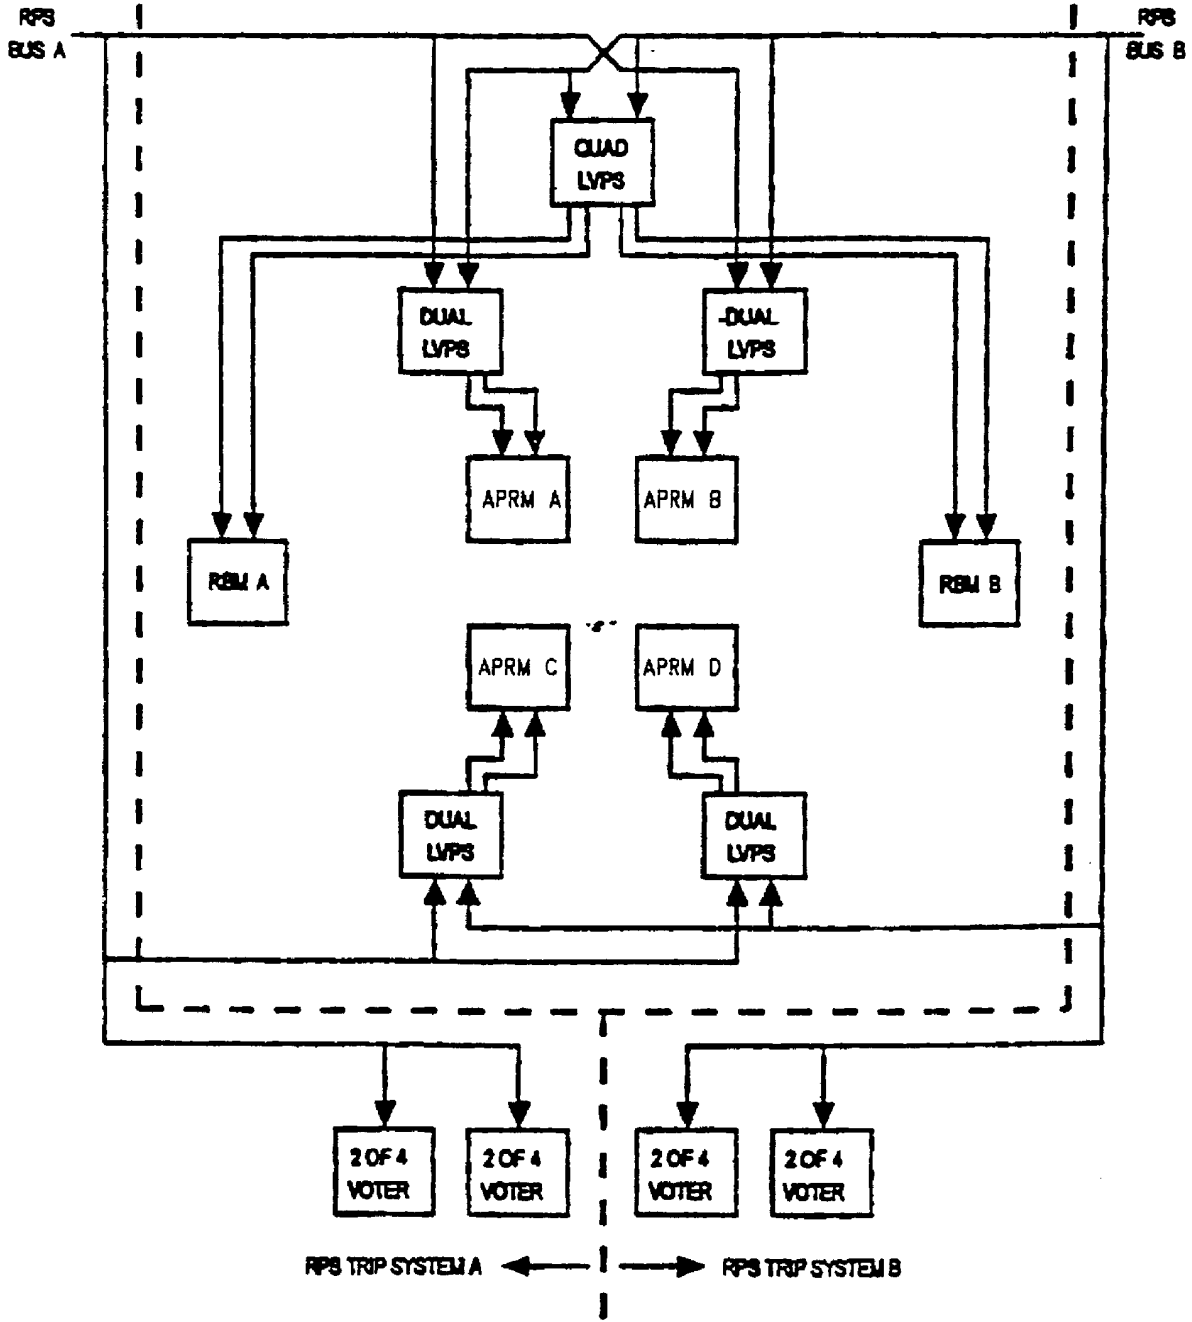 RPS
BUS A
RPS
BUS B
QUAD
LVPS
DUAL
LVPS
-DUAL
LVPS
APRM A
APRM B
RBM A
RBM B
APRM C
APRM D
DUAL
LVPS
DUAL
LVPS
2 OF 4
VOTER
2 OF 4
VOTER
2 OF 4
VOTER
2 OF 4
VOTER
RPS TRIP SYSTEM A
RPS TRIP SYSTEM B